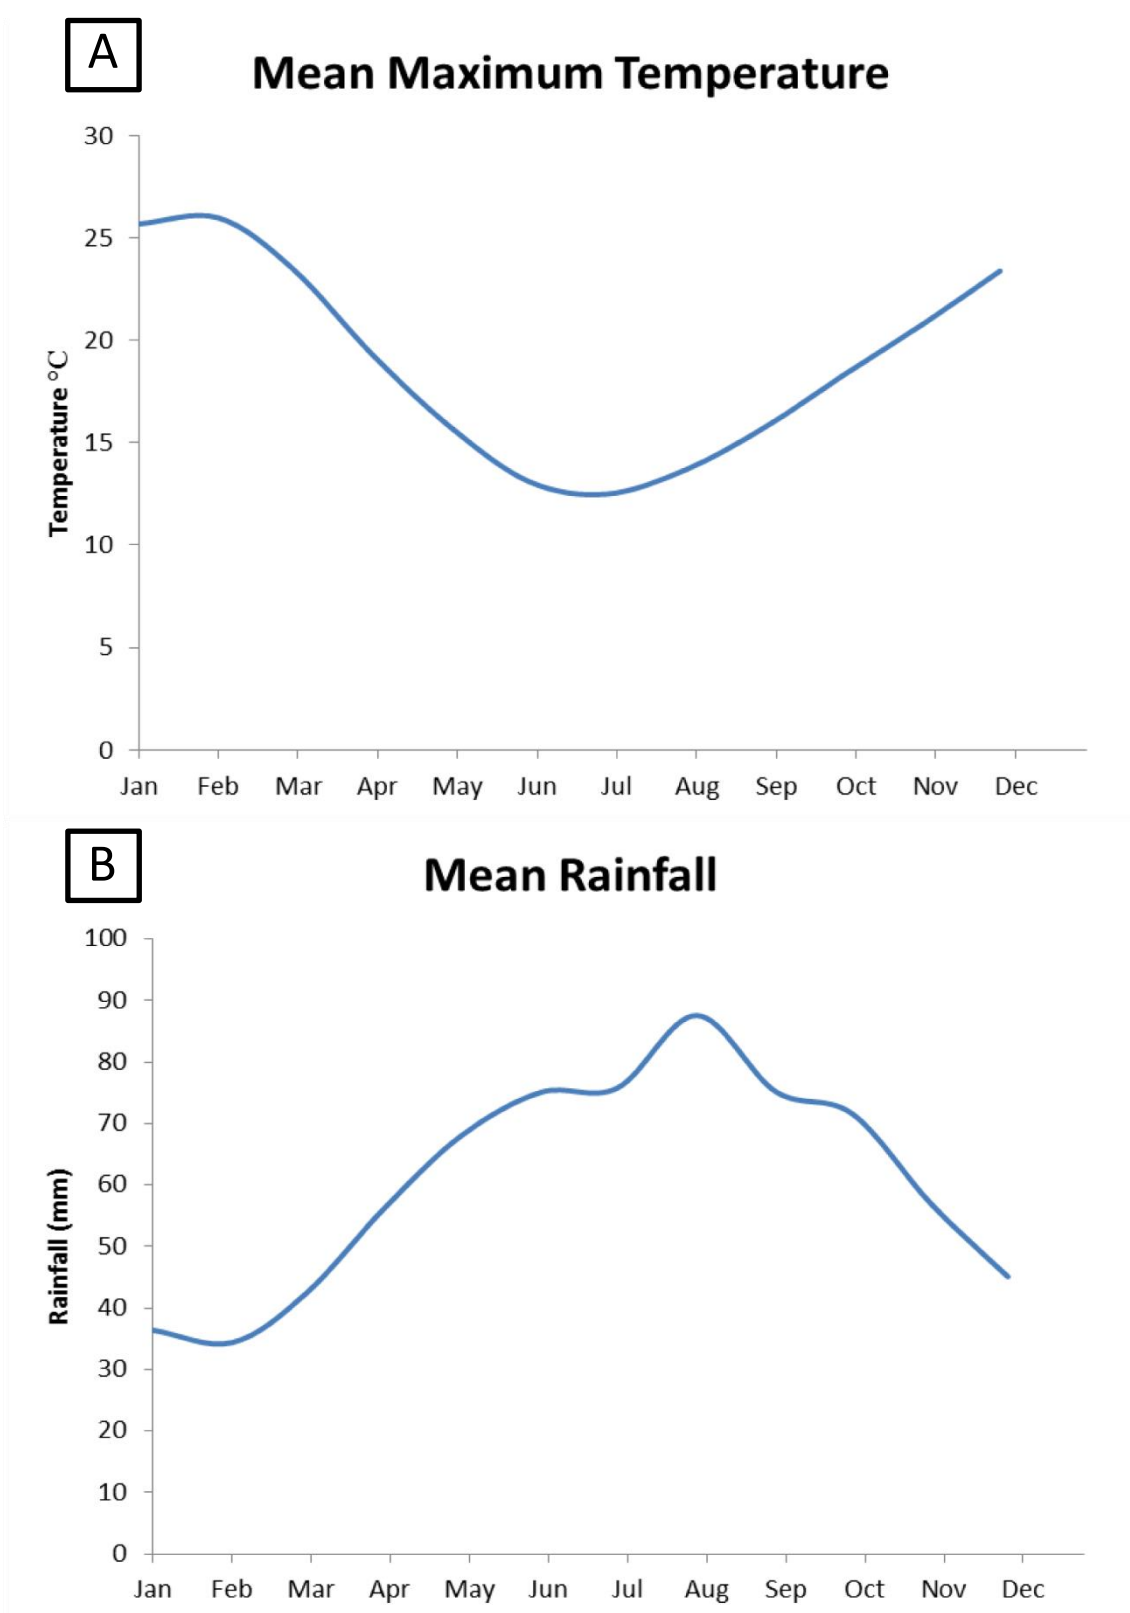 A
Mean Maximum Temperature
30
25
20
15
10
5
0
Temperature °C
Jan Feb Mar Apr May Jun Jul Aug Sep Oct Nov Dec
B
Mean Rainfall
100
90
80
70
60
50
40
30
20
10
0
Rainfall (mm)
Jan Feb Mar Apr May Jun Jul Aug Sep Oct Nov Dec